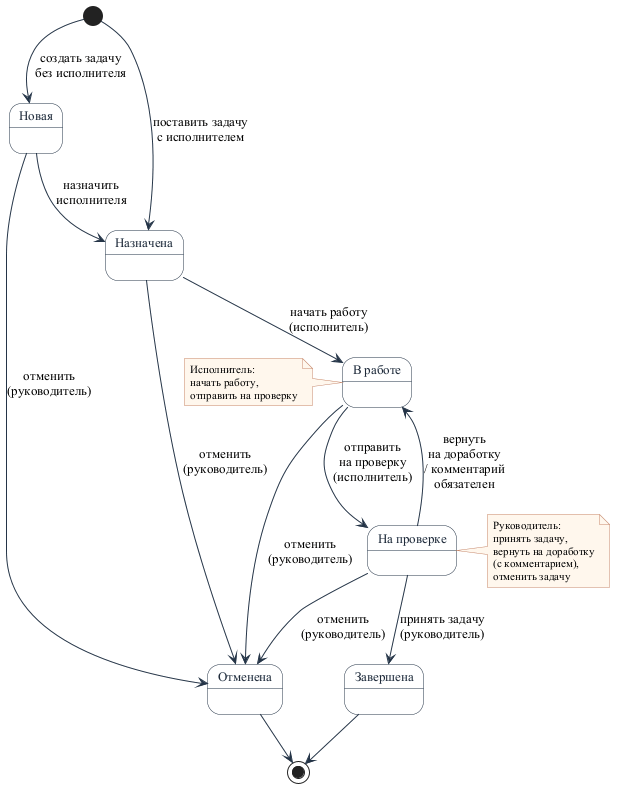 создать задачу
без исполнителя
Новая
поставить задачу
с исполнителем
назначить
исполнителя
Назначена
начать работу
(исполнитель)
В работе
Исполнитель:
начать работу,
отправить на проверку
отменить
(руководитель)
отменить
(руководитель)
отправить
на проверку
(исполнитель)
вернуть
на доработку
/ комментарий
обязателен
На проверке
Руководитель:
принять задачу,
вернуть на доработку
(с комментарием),
отменить задачу
отменить
(руководитель)
отменить
(руководитель)
принять задачу
(руководитель)
Отменена
Завершена